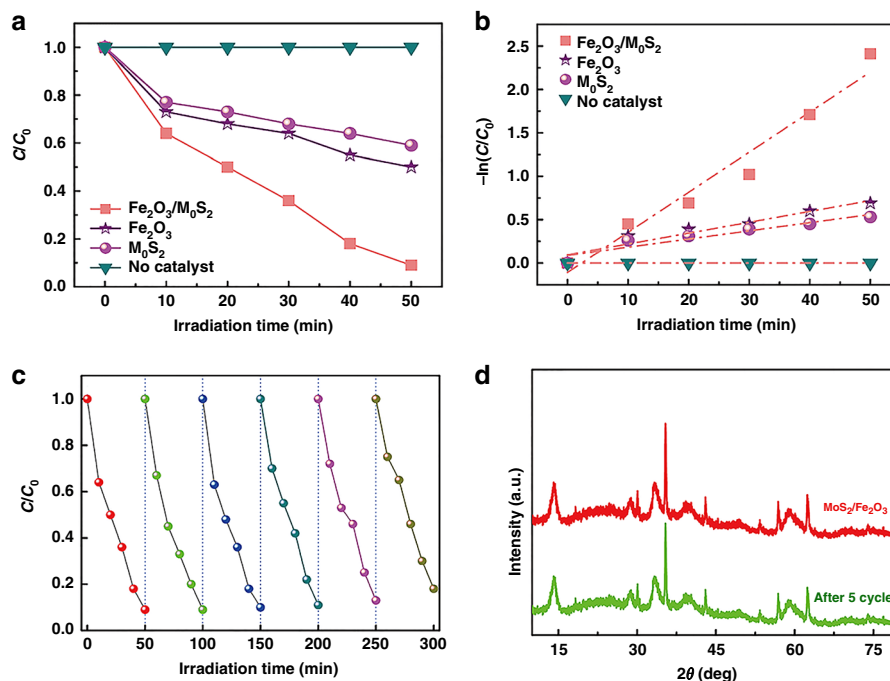 a
1.0
0.8
0.6
0.4
0.2
0.0
C/C₀
Fe₂O₃/M₀S₂
Fe₂O₃
M₀S₂
No catalyst
0 10 20 30 40 50
Irradiation time (min)
b
2.5
2.0
1.5
1.0
0.5
0.0
–ln(C/C₀)
Fe₂O₃/M₀S₂
Fe₂O₃
M₀S₂
No catalyst
0 10 20 30 40 50
Irradiation time (min)
c
1.0
0.8
0.6
0.4
0.2
0.0
C/C₀
0 50 100 150 200 250 300
Irradiation time (min)
d
Intensity (a.u.)
MoS₂/Fe₂O₃
After 5 cycle
15 30 45 60 75
2θ (deg)